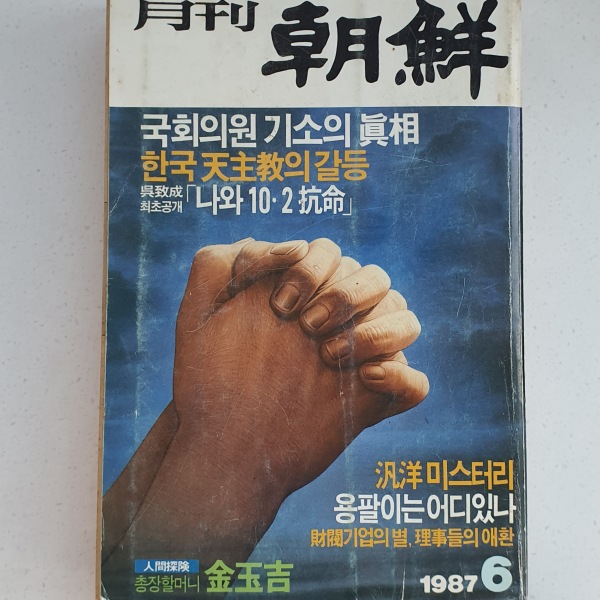 月刊 朝鮮
국회의원 기소의 眞相
한국 天主教의 갈등
吳致成
최초공개
「나와 10·2 抗命」
汎洋 미스터리
용팔이는 어디있나
財閥기업의 별, 理事들의 애환
人間探険
총장할머니 金玉吉
1987 6